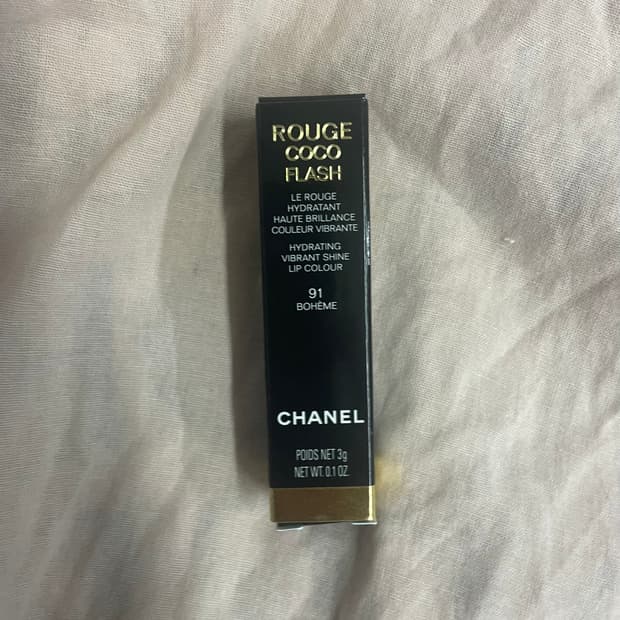 ROUGE
COCO
FLASH
LE ROUGE
HYDRATANT
HAUTE BRILLANCE
COULEUR VIBRANTE
HYDRATING
VIBRANT SHINE
LIP COLOUR
91
BOHÈME
CHANEL
POIDS NET 3g
NET WT. 0.1 OZ.